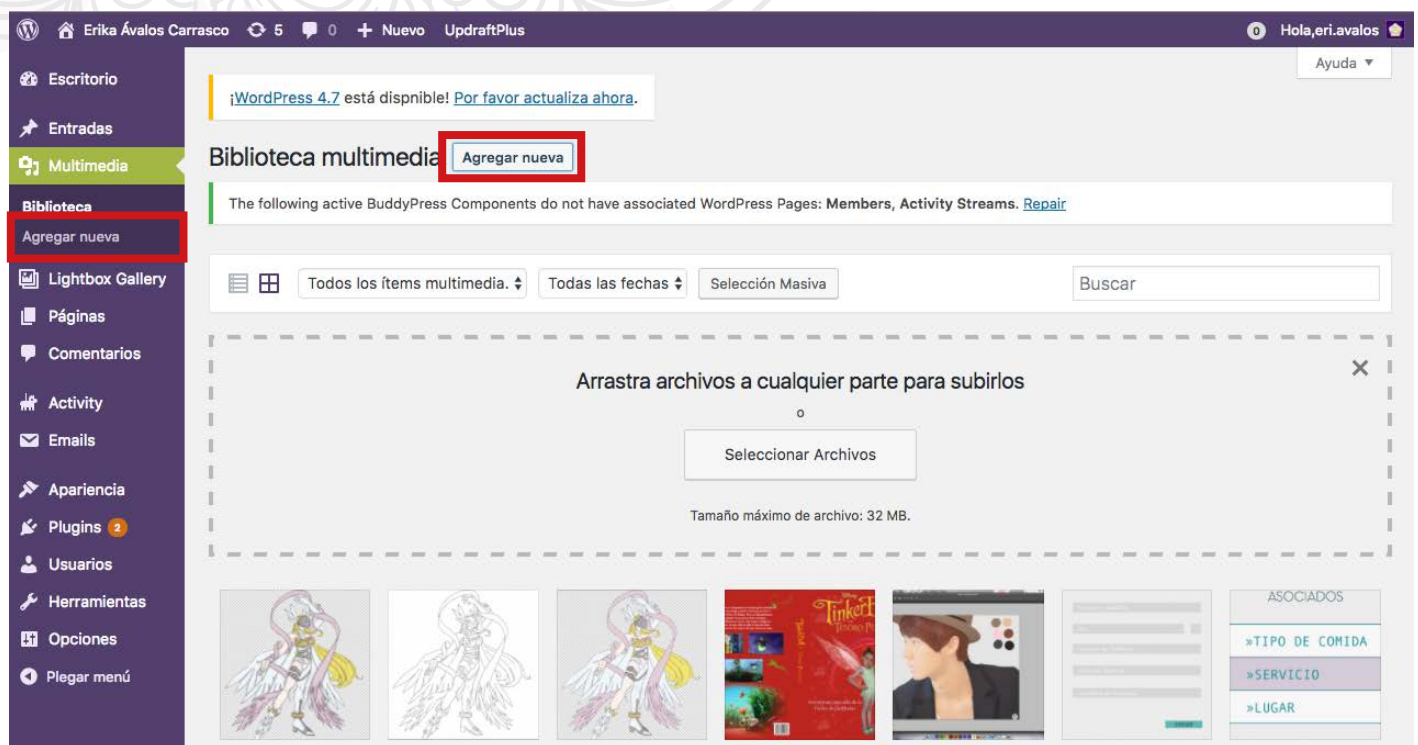 Erika Ávalos Carrasco 5 0 + Nuevo UpdraftPlus 0 Hola,eri.avalos
Ayuda
Escritorio
Entradas
Multimedia
Biblioteca
Agregar nueva
Lightbox Gallery
Páginas
Comentarios
Activity
Emails
Apariencia
Plugins 2
Usuarios
Herramientas
Opciones
Plegar menú
¡WordPress 4.7 está dispnible! Por favor actualiza ahora.
Biblioteca multimedia Agregar nueva
The following active BuddyPress Components do not have associated WordPress Pages: Members, Activity Streams. Repair
Todos los ítems multimedia. Todas las fechas Selección Masiva Buscar
Arrastra archivos a cualquier parte para subirlos
o
Seleccionar Archivos
Tamaño máximo de archivo: 32 MB.
ASOCIADOS
»TIPO DE COMIDA
»SERVICIO
»LUGAR